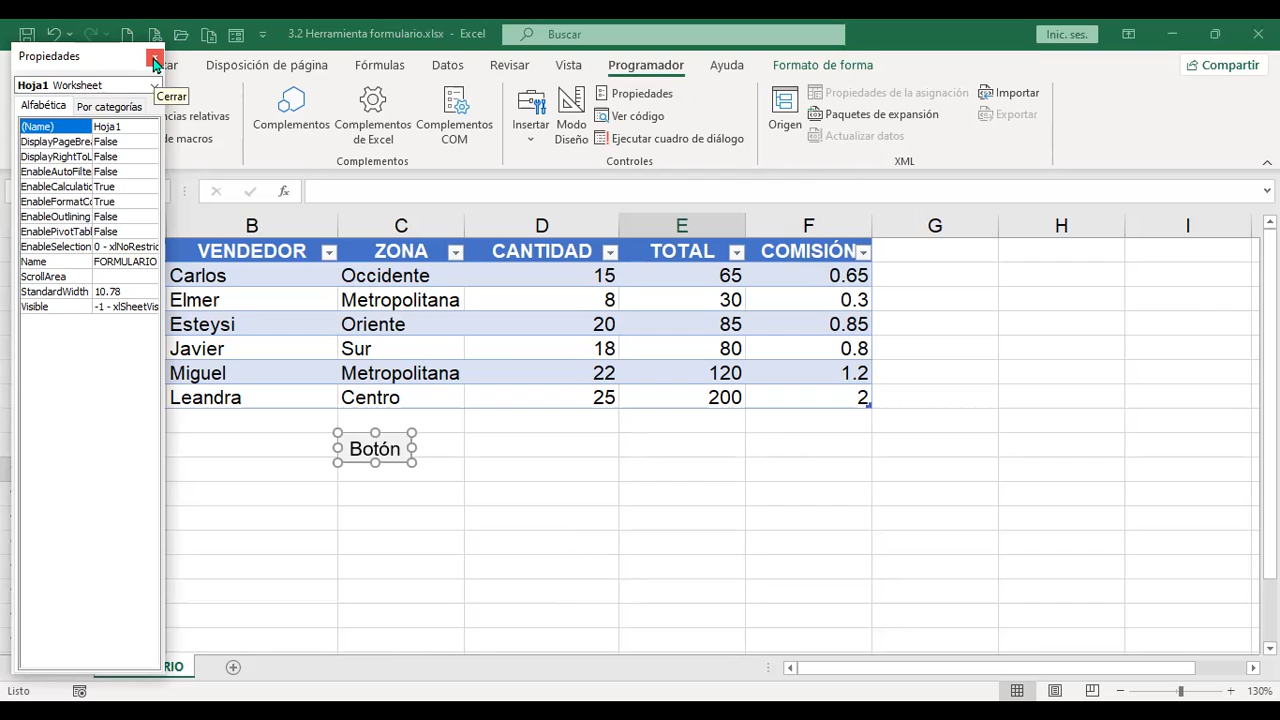 3.2 Herramienta formulario.xlsx - Excel
Buscar
Inic. ses.
Propiedades
Disposición de página
Fórmulas
Datos
Revisar
Vista
Programador
Ayuda
Formato de forma
Compartir
Hoja1 Worksheet
Cerrar
Alfabética
Por categorías
(Name) Hoja1
DisplayPageBrea False
DisplayRightToL False
EnableAutoFilte False
EnableCalculatio True
EnableFormatCo True
EnableOutlining False
EnablePivotTabl False
EnableSelection 0 - xlNoRestric
Name FORMULARIO
ScrollArea
StandardWidth 10.78
Visible -1 - xlSheetVis
ncias relativas
de macros
Complementos
Complementos
de Excel
Complementos
COM
Complementos
Insertar
Modo
Diseño
Propiedades
Ver código
Ejecutar cuadro de diálogo
Controles
Origen
Propiedades de la asignación
Paquetes de expansión
Actualizar datos
Importar
Exportar
XML
fx
B C D E F G H I
VENDEDOR ZONA CANTIDAD TOTAL COMISIÓN
Carlos Occidente 15 65 0.65
Elmer Metropolitana 8 30 0.3
Esteysi Oriente 20 85 0.85
Javier Sur 18 80 0.8
Miguel Metropolitana 22 120 1.2
Leandra Centro 25 200 2
Botón
RIO
Listo
130%